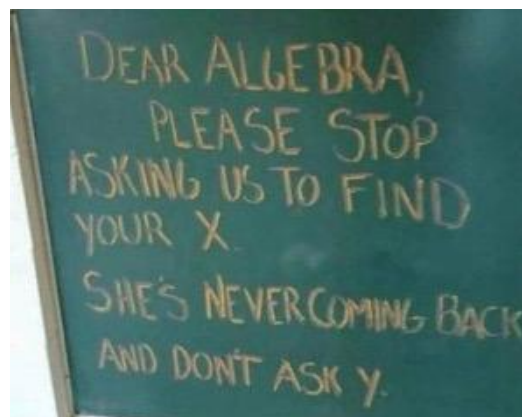 DEAR ALGEBRA,
PLEASE STOP
ASKING US TO FIND
YOUR X.
SHE'S NEVER COMING BACK
AND DON'T ASK Y.